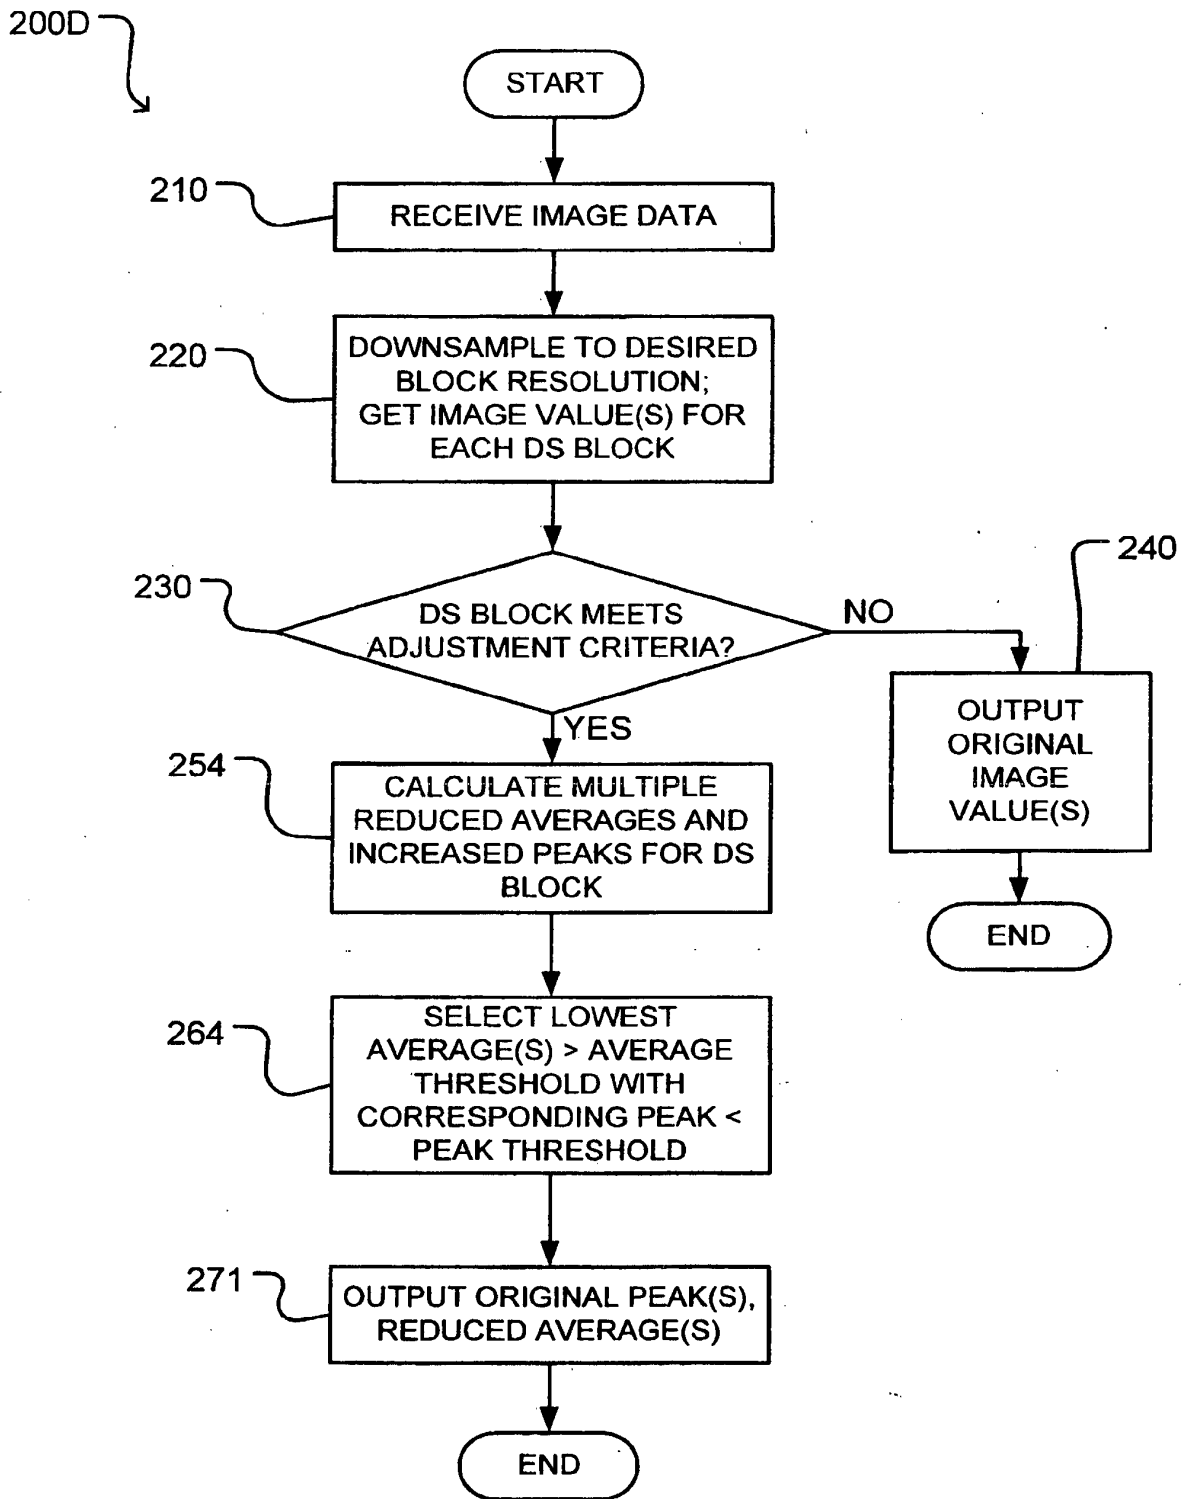 200D
START
210
RECEIVE IMAGE DATA
220
DOWNSAMPLE TO DESIRED
BLOCK RESOLUTION;
GET IMAGE VALUE(S) FOR
EACH DS BLOCK
230
DS BLOCK MEETS
ADJUSTMENT CRITERIA?
NO
240
OUTPUT
ORIGINAL
IMAGE
VALUE(S)
END
YES
254
CALCULATE MULTIPLE
REDUCED AVERAGES AND
INCREASED PEAKS FOR DS
BLOCK
264
SELECT LOWEST
AVERAGE(S) > AVERAGE
THRESHOLD WITH
CORRESPONDING PEAK <
PEAK THRESHOLD
271
OUTPUT ORIGINAL PEAK(S),
REDUCED AVERAGE(S)
END